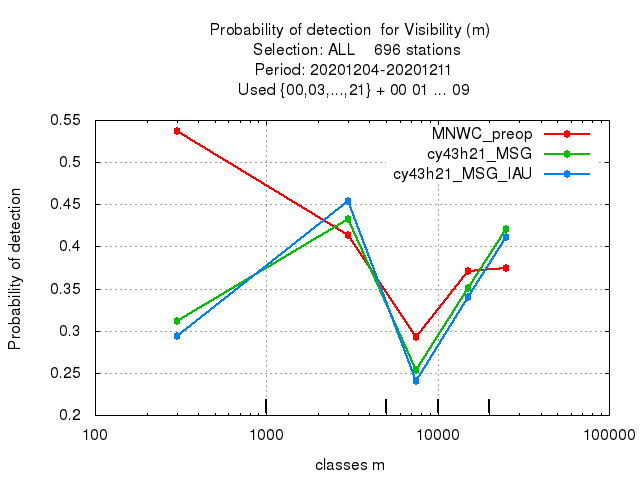 Probability of detection  for Visibility (m)
Selection: ALL    696 stations
Period: 20201204-20201211
Used {00,03,...,21} + 00 01 ... 09
MNWC_preop
cy43h21_MSG
cy43h21_MSG_IAU
0.55
0.5
0.45
0.4
0.35
0.3
0.25
0.2
Probability of detection
100
1000
10000
100000
classes m